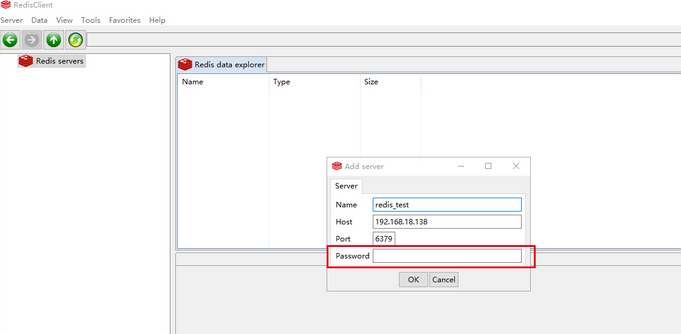 RedisClient
Server Data View Tools Favorites Help
Redis servers
Redis data explorer
Name Type Size
Add server
Server
Name redis_test
Host 192.168.18.138
Port 6379
Password
OK Cancel